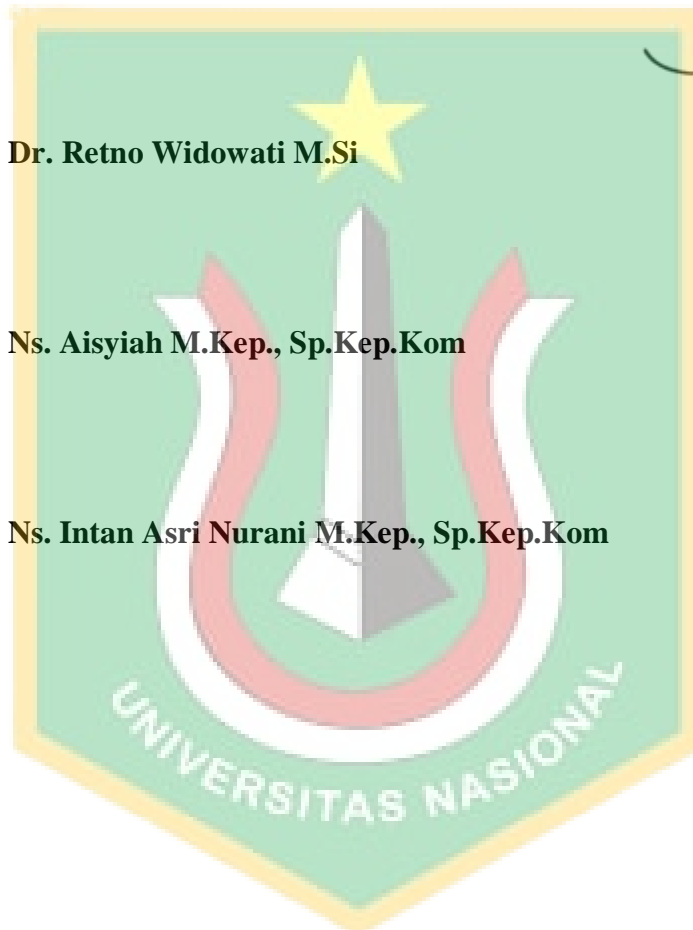 Dr. Retno Widowati M.Si
Ns. Aisyiah M.Kep., Sp.Kep.Kom
Ns. Intan Asri Nurani M.Kep., Sp.Kep.Kom
UNIVERSITAS NASIONAL